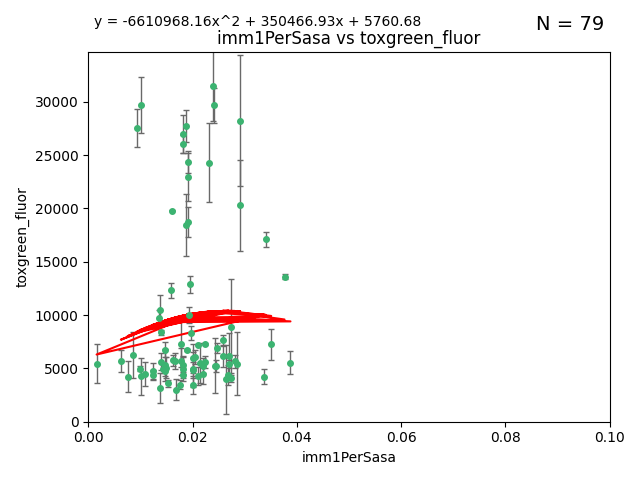 y = -6610968.16x^2 + 350466.93x + 5760.68
N = 79
imm1PerSasa vs toxgreen_fluor
toxgreen_fluor
30000
25000
20000
15000
10000
5000
0
0.00 0.02 0.04 0.06 0.08 0.10
imm1PerSasa